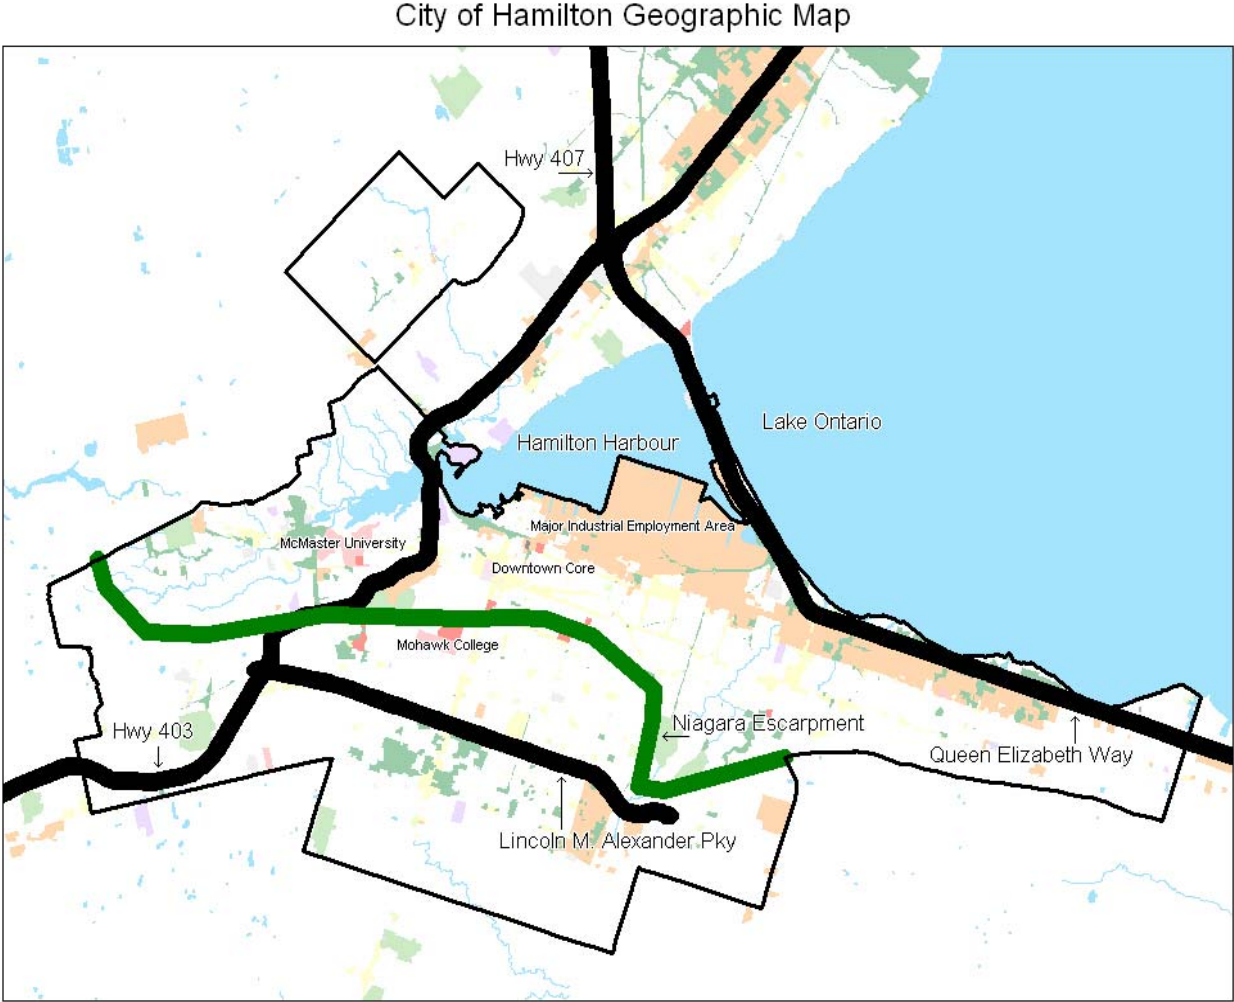 City of Hamilton Geographic Map
Hwy 407
Lake Ontario
Hamilton Harbour
Major Industrial Employment Area
McMaster University
Downtown Core
Mohawk College
Niagara Escarpment
Hwy 403
Queen Elizabeth Way
Lincoln M. Alexander Pky